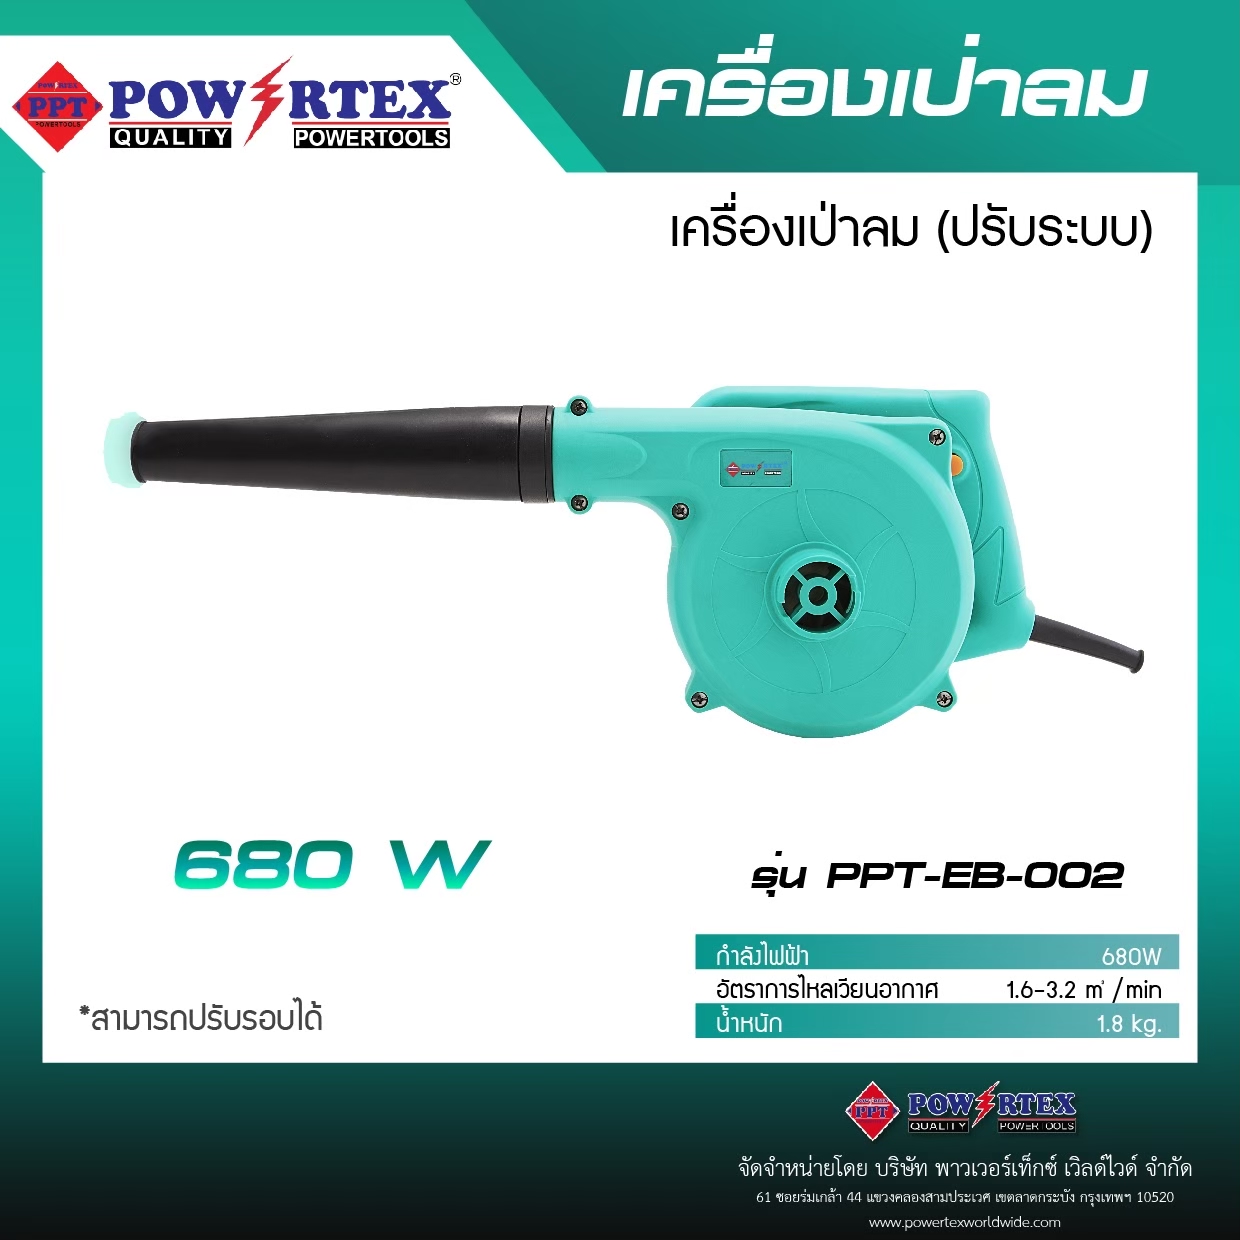 PPT POWERTEX®
POWERTEX
POWERTOOLS
QUALITY POWERTOOLS
เครื่องเป่าลม
เครื่องเป่าลม (ปรับระบบ)
POWERTEX
680 W
รุ่น PPT-EB-002
กำลังไฟฟ้า 680W
อัตราการไหลเวียนอากาศ 1.6-3.2 ㎥ /min
น้ำหนัก 1.8 kg.
*สามารถปรับรอบได้
PPT POWERTEX
QUALITY POWERTOOLS
จัดจำหน่ายโดย บริษัท พาวเวอร์เท็กซ์ เวิลด์ไวด์ จำกัด
61 ซอยร่มเกล้า 44 แขวงคลองสามประเวศ เขตลาดกระบัง กรุงเทพฯ 10520
www.powertexworldwide.com